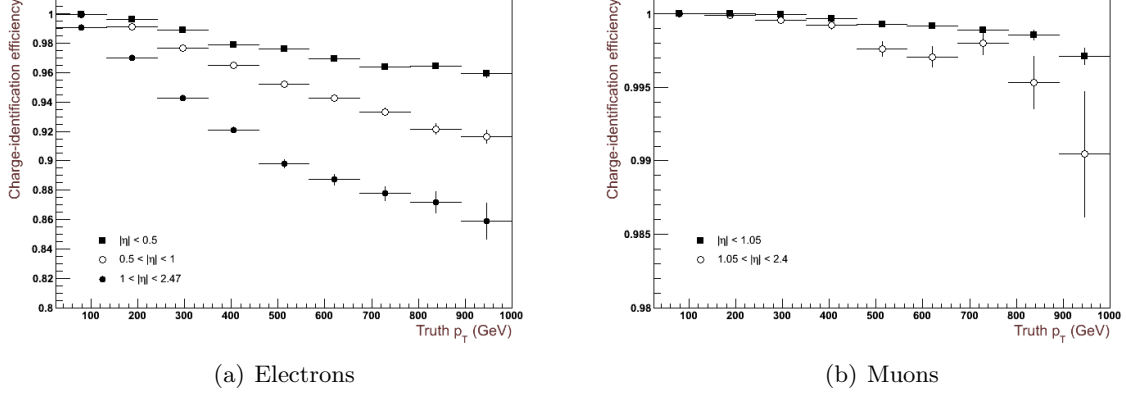 Charge-identification efficiency
1
0.98
0.96
0.94
0.92
0.9
0.88
0.86
0.84
0.82
0.8
|η| < 0.5
0.5 < |η| < 1
1 < |η| < 2.47
100 200 300 400 500 600 700 800 900 1000
Truth p_T (GeV)
(a) Electrons
Charge-identification efficiency
1
0.995
0.99
0.985
0.98
|η| < 1.05
1.05 < |η| < 2.4
100 200 300 400 500 600 700 800 900 1000
Truth p_T (GeV)
(b) Muons